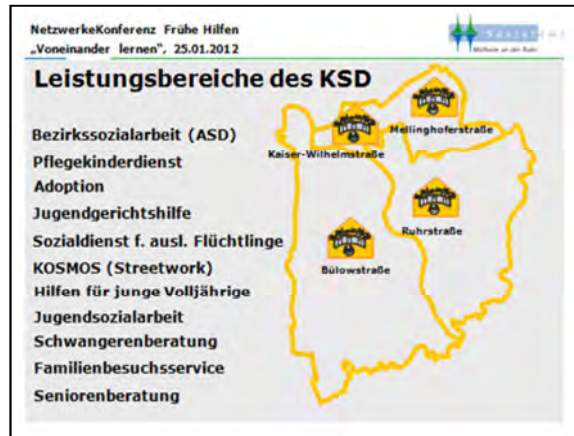 NetzwerkeKonferenz Frühe Hilfen
„Voneinander lernen", 25.01.2012
Mülheim an der Ruhr
Leistungsbereiche des KSD
Mellinghoferstraße
Kaiser-Wilhelmstraße
Ruhrstraße
Bülowstraße
Bezirkssozialarbeit (ASD)
Pflegekinderdienst
Adoption
Jugendgerichtshilfe
Sozialdienst f. ausl. Flüchtlinge
KOSMOS (Streetwork)
Hilfen für junge Volljährige
Jugendsozialarbeit
Schwangerenberatung
Familienbesuchsservice
Seniorenberatung